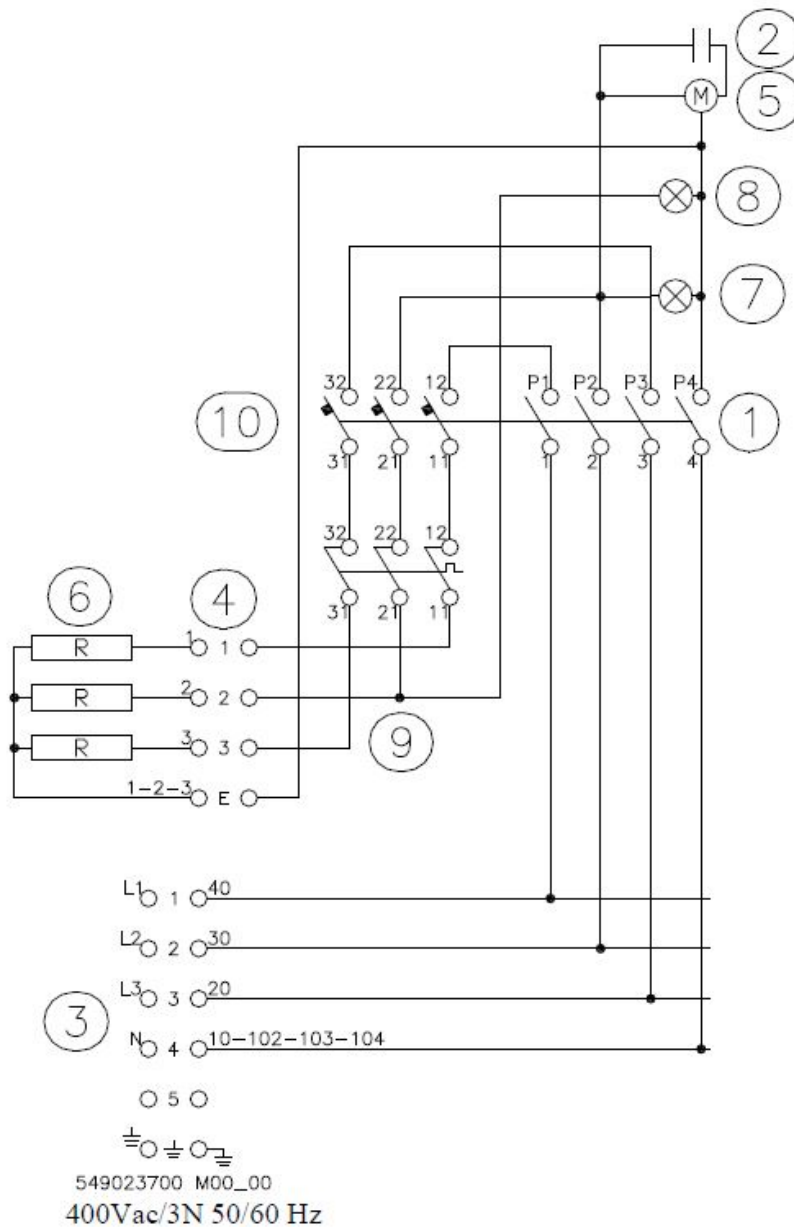 2
M 5
8
7
32 22 12 P1 P2 P3 P4
10 1
31 21 11 1 2 3 4
32 22 12
6 4
31 21 11
R 1 1
R 2 2
9
R 3 3
1-2-3 E
L1 1 40
L2 2 30
L3 3 20
3
N 4 10-102-103-104
5
549023700 M00_00
400Vac/3N 50/60 Hz